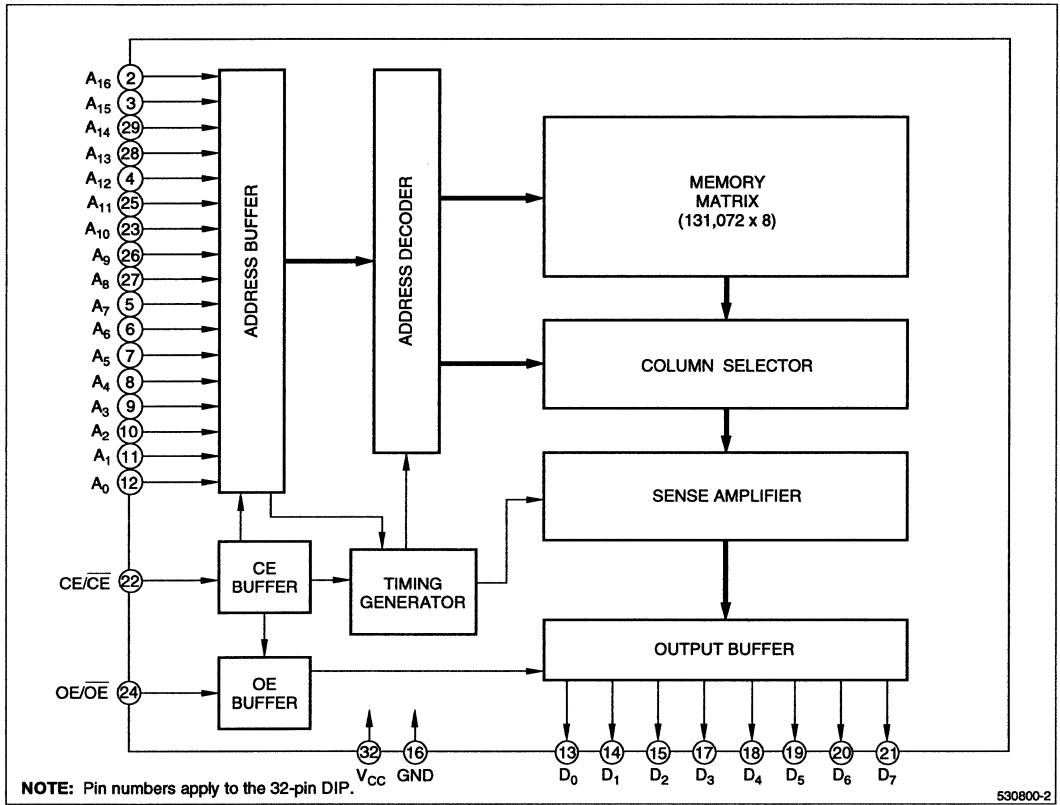 A16 2
A15 3
A14 29
A13 28
A12 4
A11 25
A10 23
A9 26
A8 27
A7 5
A6 6
A5 7
A4 8
A3 9
A2 10
A1 11
A0 12
ADDRESS BUFFER
ADDRESS DECODER
MEMORY
MATRIX
(131,072 x 8)
COLUMN SELECTOR
SENSE AMPLIFIER
CE/C̅E̅ 22
CE
BUFFER
TIMING
GENERATOR
OUTPUT BUFFER
OE/O̅E̅ 24
OE
BUFFER
32 16 13 14 15 17 18 19 20 21
VCC GND D0 D1 D2 D3 D4 D5 D6 D7
NOTE: Pin numbers apply to the 32-pin DIP.
530800-2